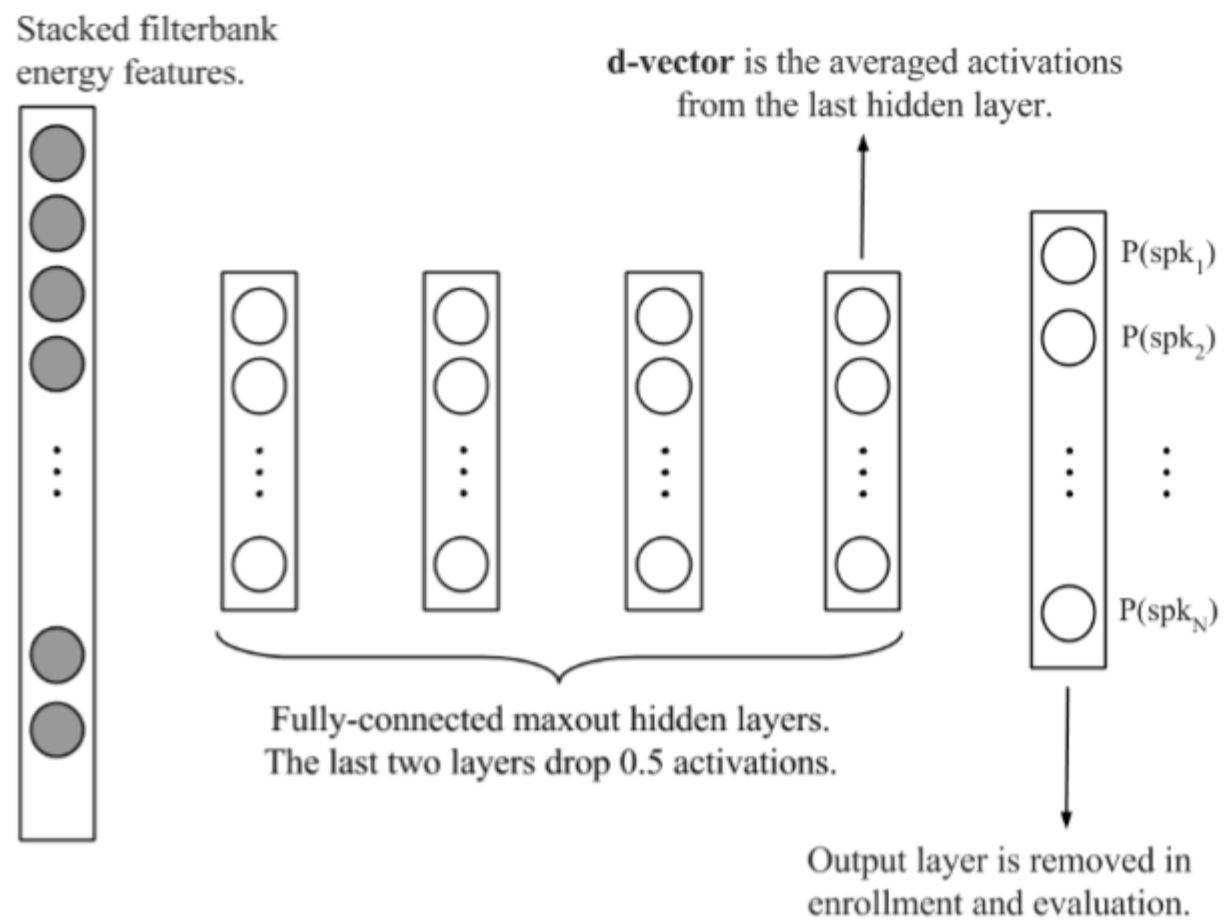 Stacked filterbank
energy features.
d-vector is the averaged activations
from the last hidden layer.
P(spk₁)
P(spk₂)
P(spk_N)
Fully-connected maxout hidden layers.
The last two layers drop 0.5 activations.
Output layer is removed in
enrollment and evaluation.